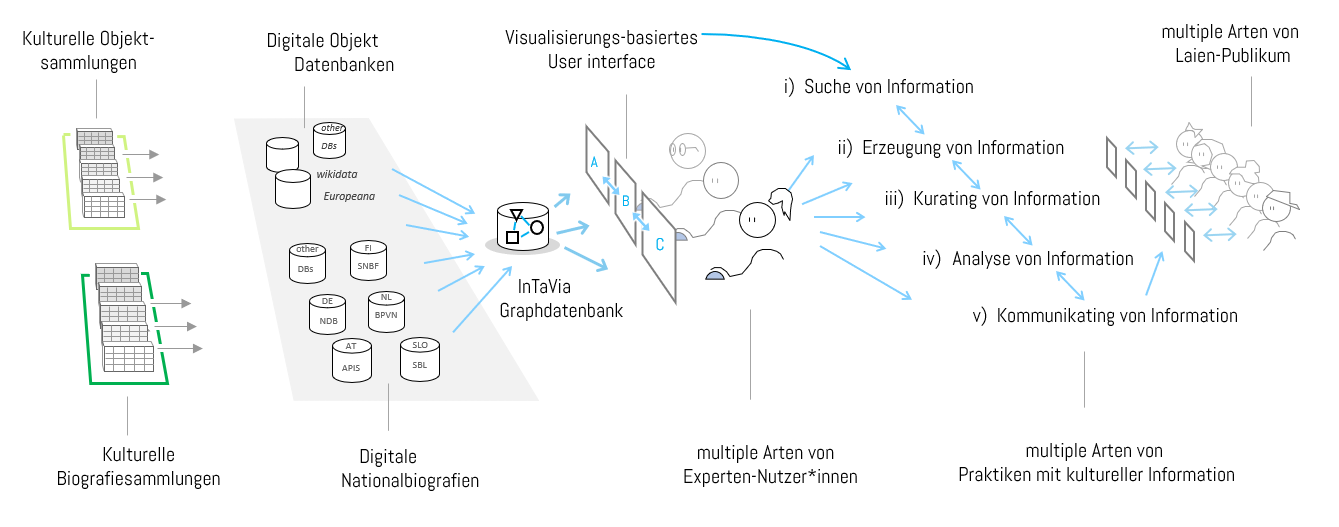 Kulturelle Objekt-
sammlungen
Digitale Objekt
Datenbanken
Visualisierungs-basiertes
User interface
multiple Arten von
Laien-Publikum
i) Suche von Information
ii) Erzeugung von Information
iii) Kurating von Information
iv) Analyse von Information
v) Kommunikating von Information
other
DBs
wikidata
Europeana
other
DBs
FI
SNBF
DE
NDB
NL
BPVN
AT
APIS
SLO
SBL
InTaVia
Graphdatenbank
A
B
C
Kulturelle
Biografiesammlungen
Digitale
Nationalbiografien
multiple Arten von
Experten-Nutzer*innen
multiple Arten von
Praktiken mit kultureller Information